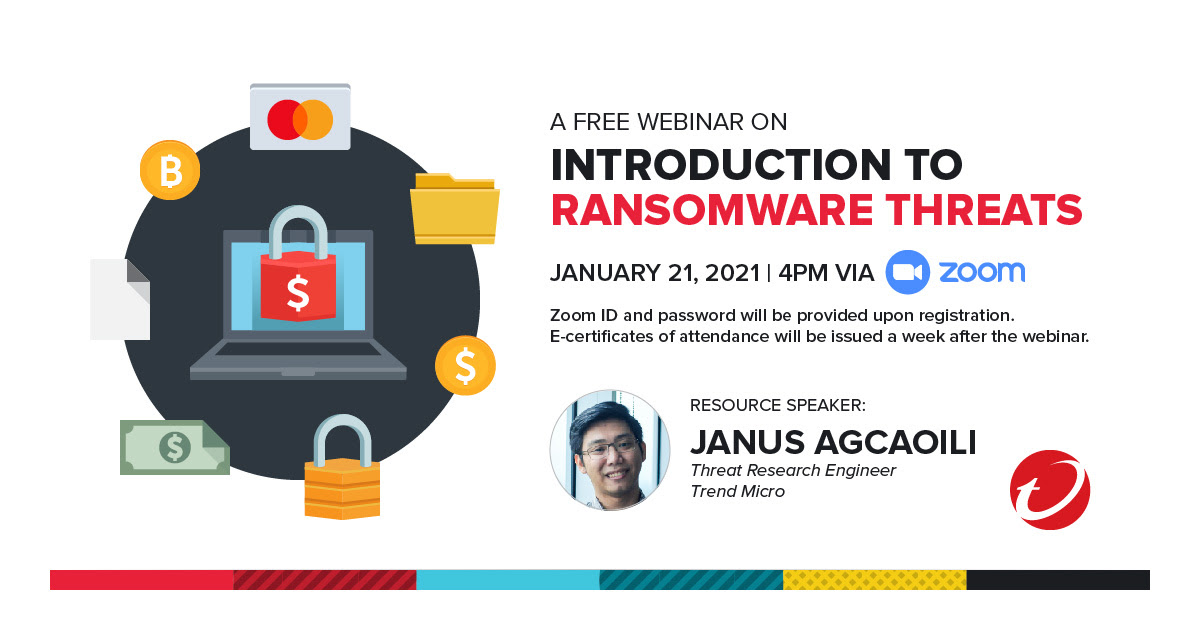 A FREE WEBINAR ON
INTRODUCTION TO
RANSOMWARE THREATS
JANUARY 21, 2021 | 4PM VIA zoom
Zoom ID and password will be provided upon registration.
E-certificates of attendance will be issued a week after the webinar.
RESOURCE SPEAKER:
JANUS AGCAOILI
Threat Research Engineer
Trend Micro